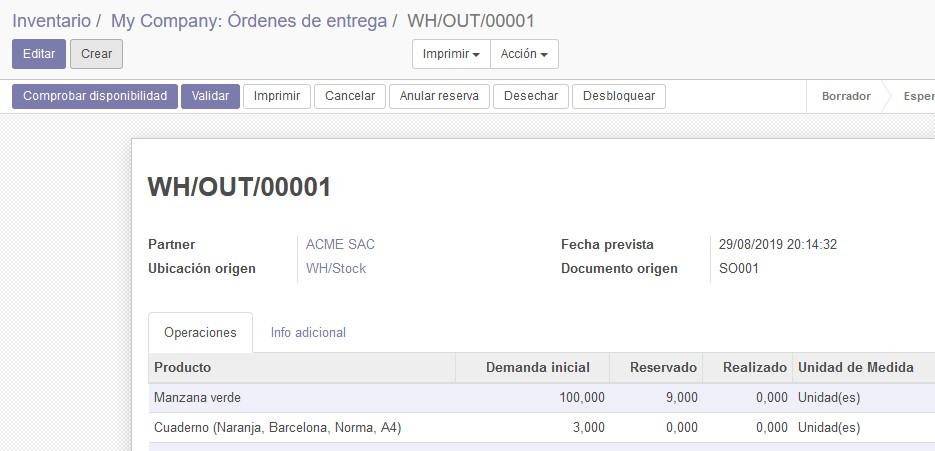 Inventario / My Company: Órdenes de entrega / WH/OUT/00001
Editar Crear Imprimir Acción
Comprobar disponibilidad Validar Imprimir Cancelar Anular reserva Desechar Desbloquear Borrador
WH/OUT/00001
Partner ACME SAC Fecha prevista 29/08/2019 20:14:32
Ubicación origen WH/Stock Documento origen SO001
Operaciones Info adicional
Producto Demanda inicial Reservado Realizado Unidad de Medida
Manzana verde 100,000 9,000 0,000 Unidad(es)
Cuaderno (Naranja, Barcelona, Norma, A4) 3,000 0,000 0,000 Unidad(es)